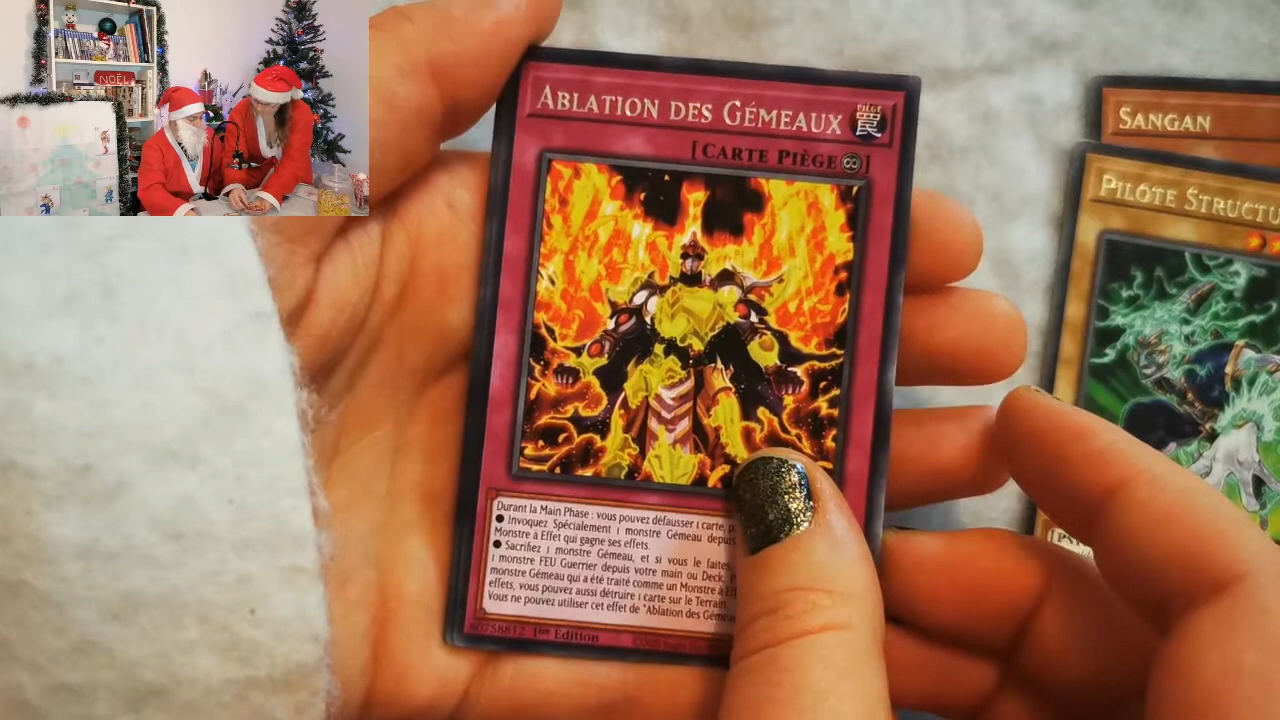 NOËL
ABLATION DES GÉMEAUX
PIÈGE
罠
[CARTE PIÈGE]
Durant la Main Phase : vous pouvez défausser 1 carte,
● Invoquez Spécialement 1 monstre Gémeau depuis
Monstre à Effet qui gagne ses effets.
● Sacrifiez 1 monstre Gémeau, et si vous le faites,
1 monstre FEU Guerrier depuis votre main ou Deck.
monstre Gémeau qui a été traité comme un Monstre à
effets, vous pouvez aussi détruire 1 carte sur le Terrain.
Vous ne pouvez utiliser cet effet de "Ablation des
60758812 1ère Édition
SANGAN
PILOTE